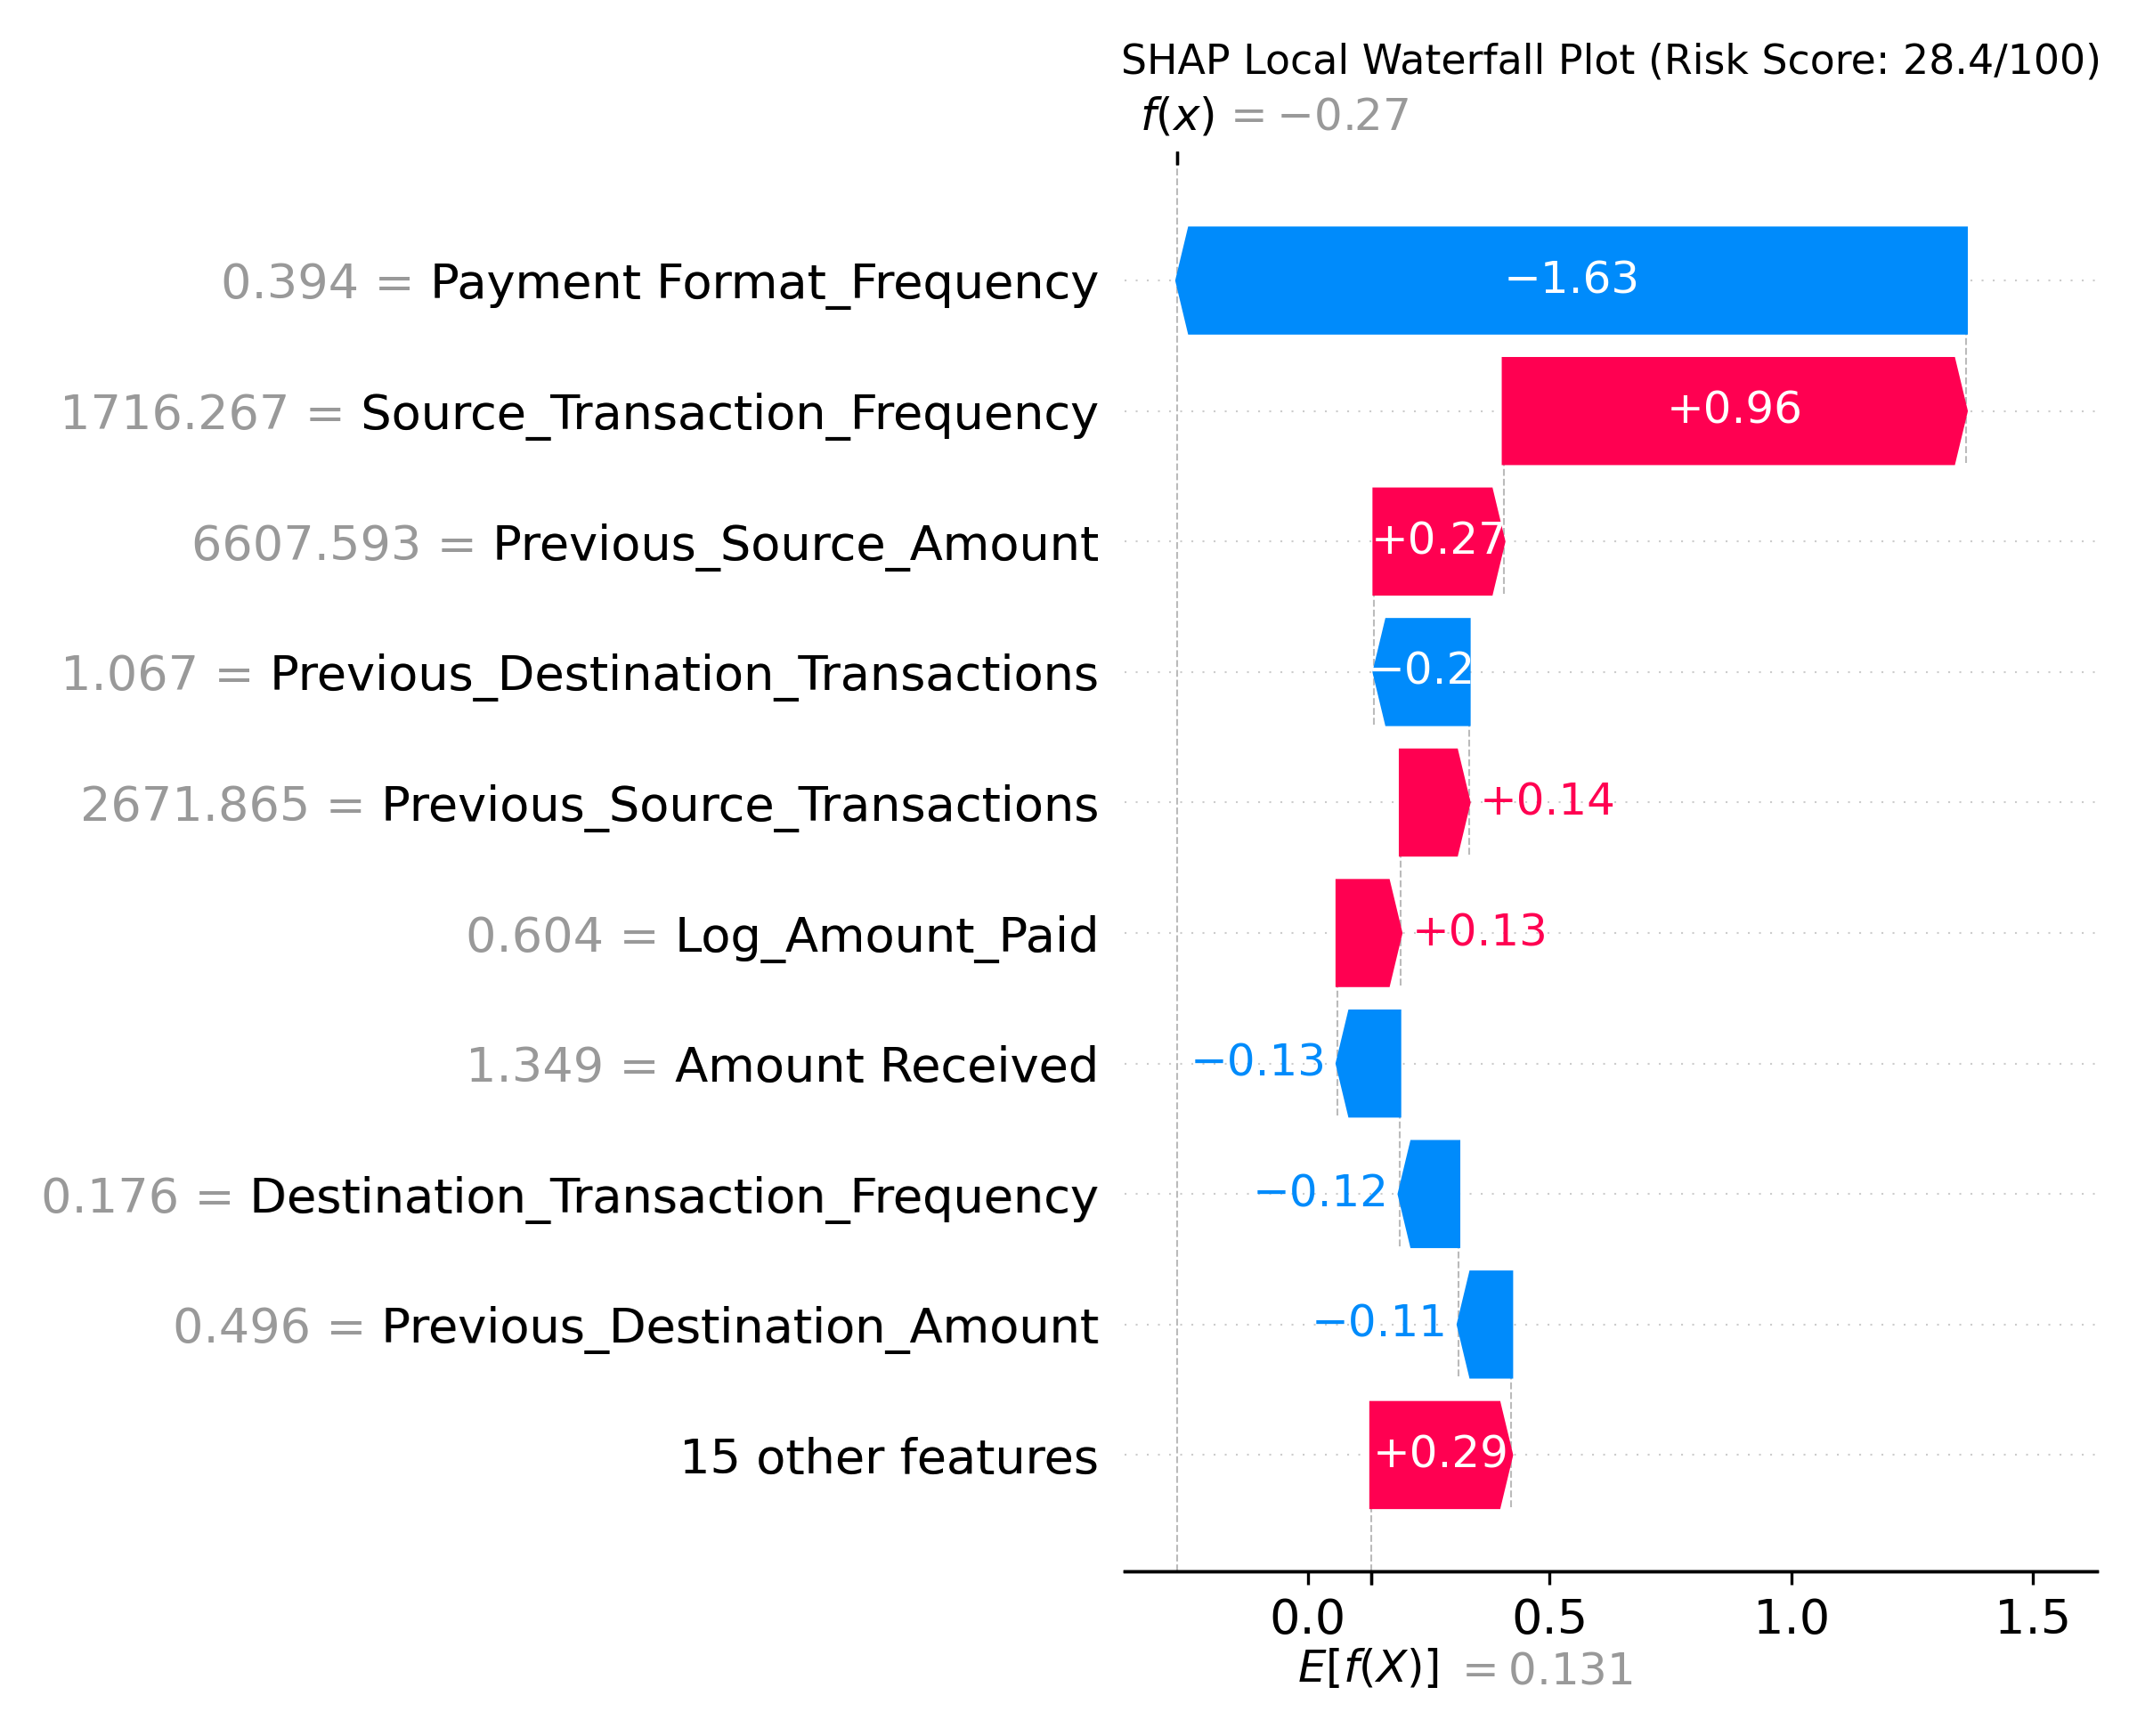 SHAP Local Waterfall Plot (Risk Score: 28.4/100)
f(x) = −0.27
0.394 = Payment Format_Frequency −1.63
1716.267 = Source_Transaction_Frequency +0.96
6607.593 = Previous_Source_Amount +0.27
1.067 = Previous_Destination_Transactions −0.2
2671.865 = Previous_Source_Transactions +0.14
0.604 = Log_Amount_Paid +0.13
1.349 = Amount Received −0.13
0.176 = Destination_Transaction_Frequency −0.12
0.496 = Previous_Destination_Amount −0.11
15 other features +0.29
0.0 0.5 1.0 1.5
E[f(X)] = 0.131